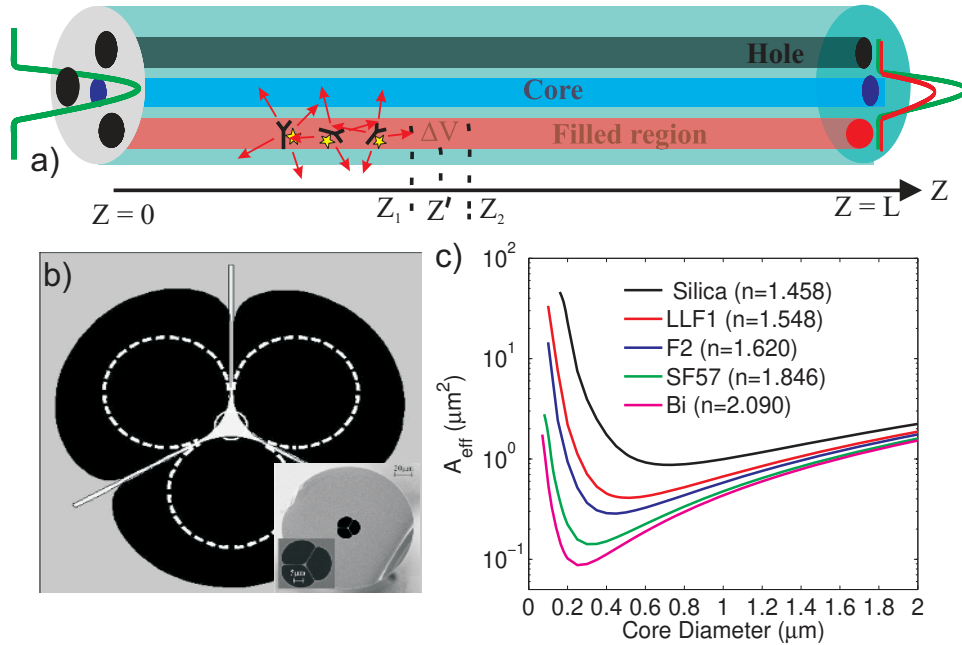 Hole
Core
ΔV
Filled region
a)
Z
Z = 0
Z₁
Z'
Z₂
Z = L
b)
20μm
5μm
c)
10²
10¹
10⁰
10⁻¹
A_eff (μm²)
Silica (n=1.458)
LLF1 (n=1.548)
F2 (n=1.620)
SF57 (n=1.846)
Bi (n=2.090)
0 0.2 0.4 0.6 0.8 1 1.2 1.4 1.6 1.8 2
Core Diameter (μm)